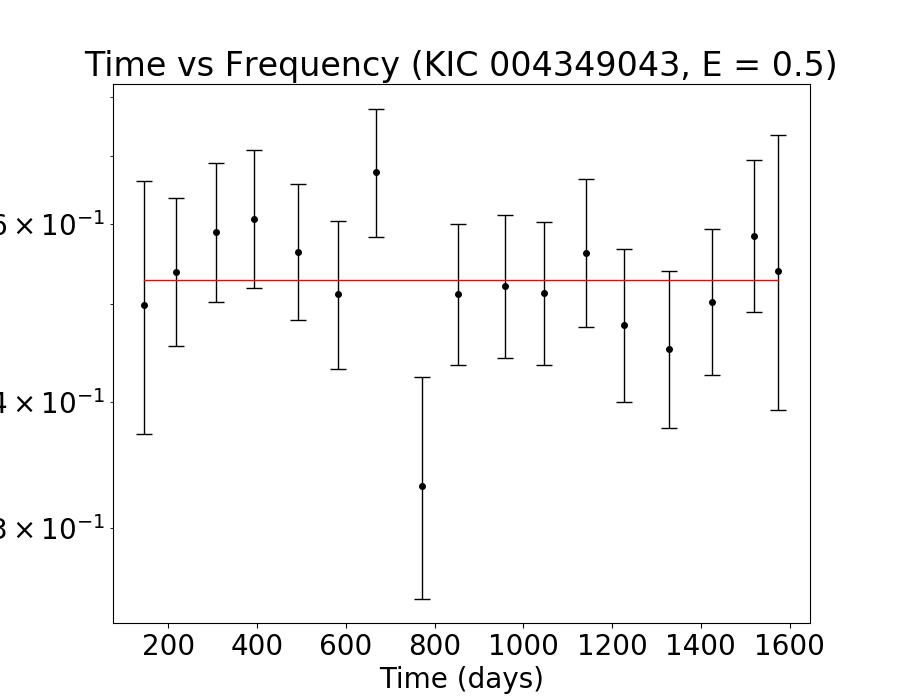 Time vs Frequency (KIC 004349043, E = 0.5)
6 × 10⁻¹
4 × 10⁻¹
3 × 10⁻¹
200 400 600 800 1000 1200 1400 1600
Time (days)